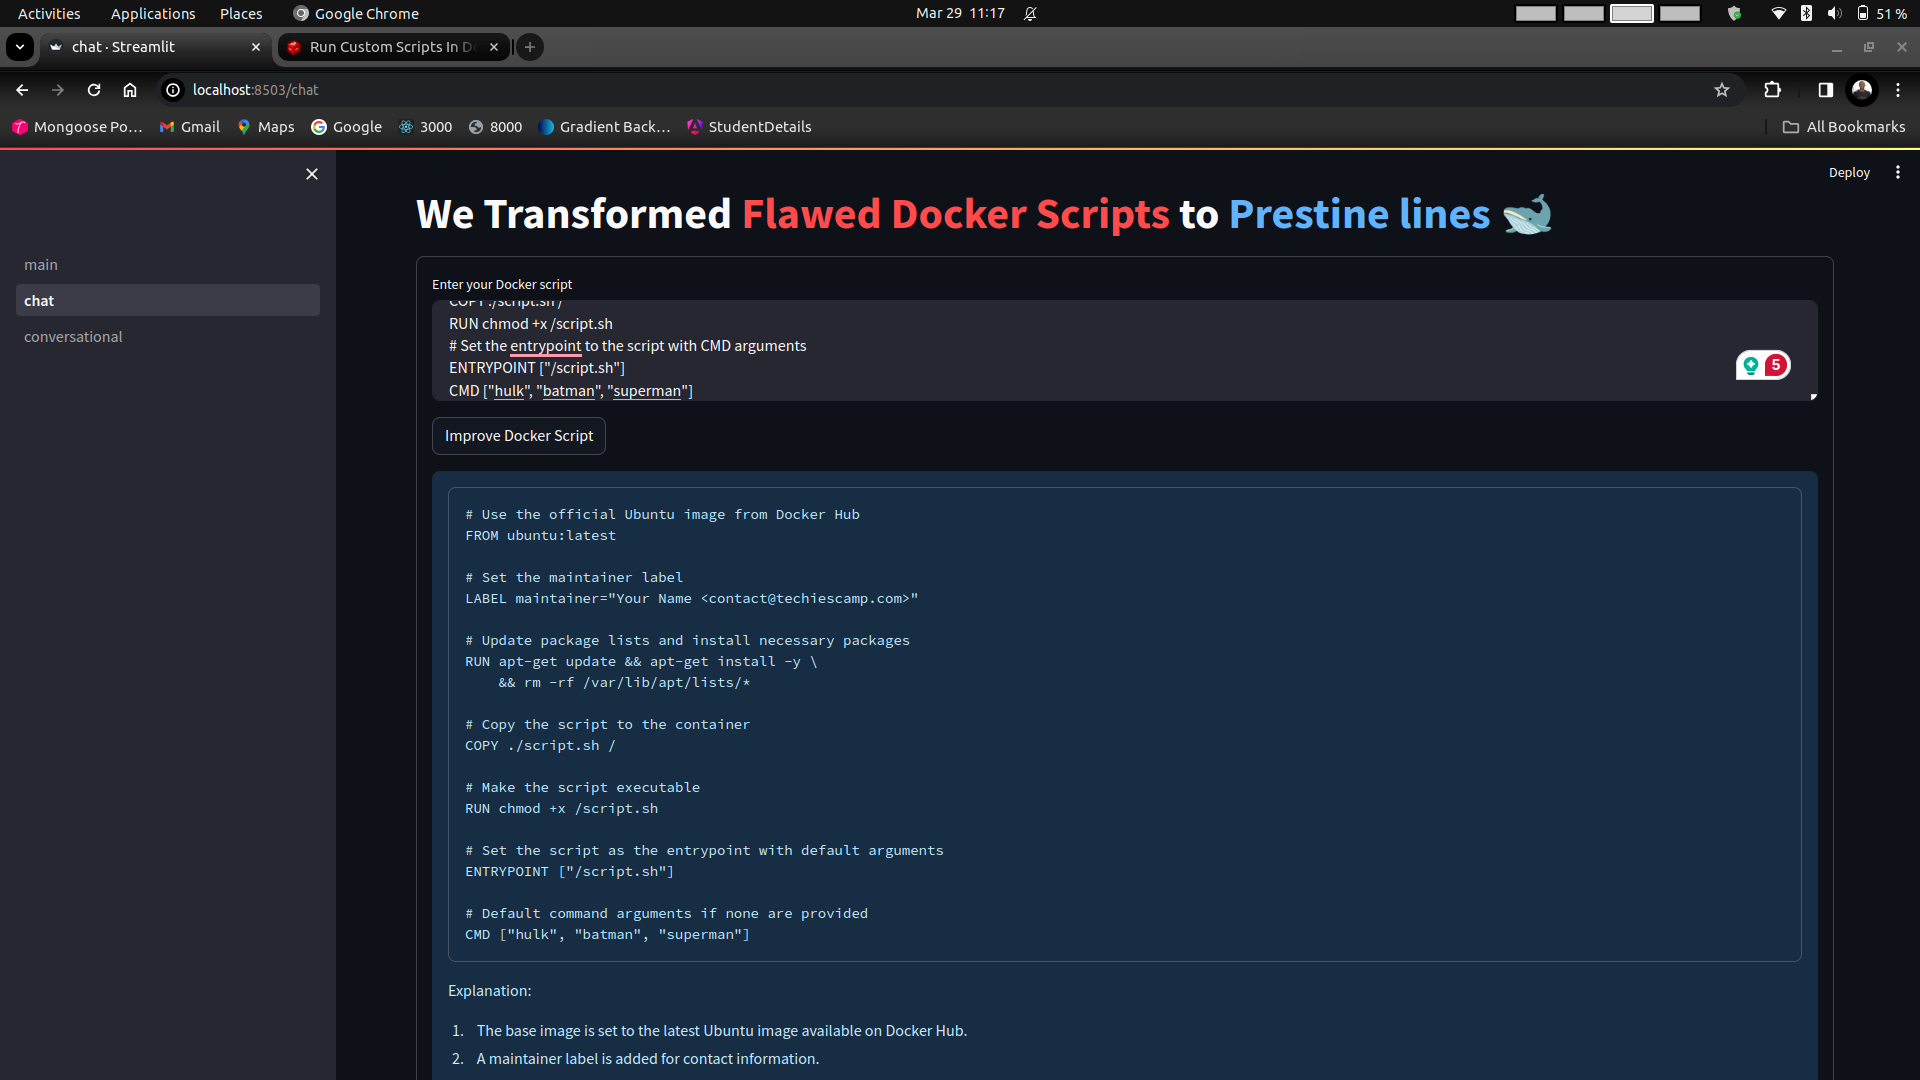 Activities Applications Places Google Chrome Mar 29 11:17 51 %
chat · Streamlit Run Custom Scripts In Do
localhost:8503/chat
Mongoose Po... Gmail Maps Google 3000 8000 Gradient Back... StudentDetails All Bookmarks
Deploy
We Transformed Flawed Docker Scripts to Prestine lines
main
chat
conversational
Enter your Docker script
COPY ./script.sh /
RUN chmod +x /script.sh
# Set the entrypoint to the script with CMD arguments
ENTRYPOINT ["/script.sh"]
CMD ["hulk", "batman", "superman"]
5
Improve Docker Script
# Use the official Ubuntu image from Docker Hub
FROM ubuntu:latest
# Set the maintainer label
LABEL maintainer="Your Name <contact@techiescamp.com>"
# Update package lists and install necessary packages
RUN apt-get update && apt-get install -y \
&& rm -rf /var/lib/apt/lists/*
# Copy the script to the container
COPY ./script.sh /
# Make the script executable
RUN chmod +x /script.sh
# Set the script as the entrypoint with default arguments
ENTRYPOINT ["/script.sh"]
# Default command arguments if none are provided
CMD ["hulk", "batman", "superman"]
Explanation:
1. The base image is set to the latest Ubuntu image available on Docker Hub.
2. A maintainer label is added for contact information.